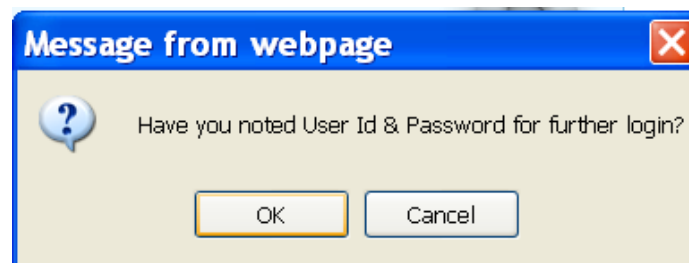 Message from webpage
Have you noted User Id & Password for further login?
OK
Cancel